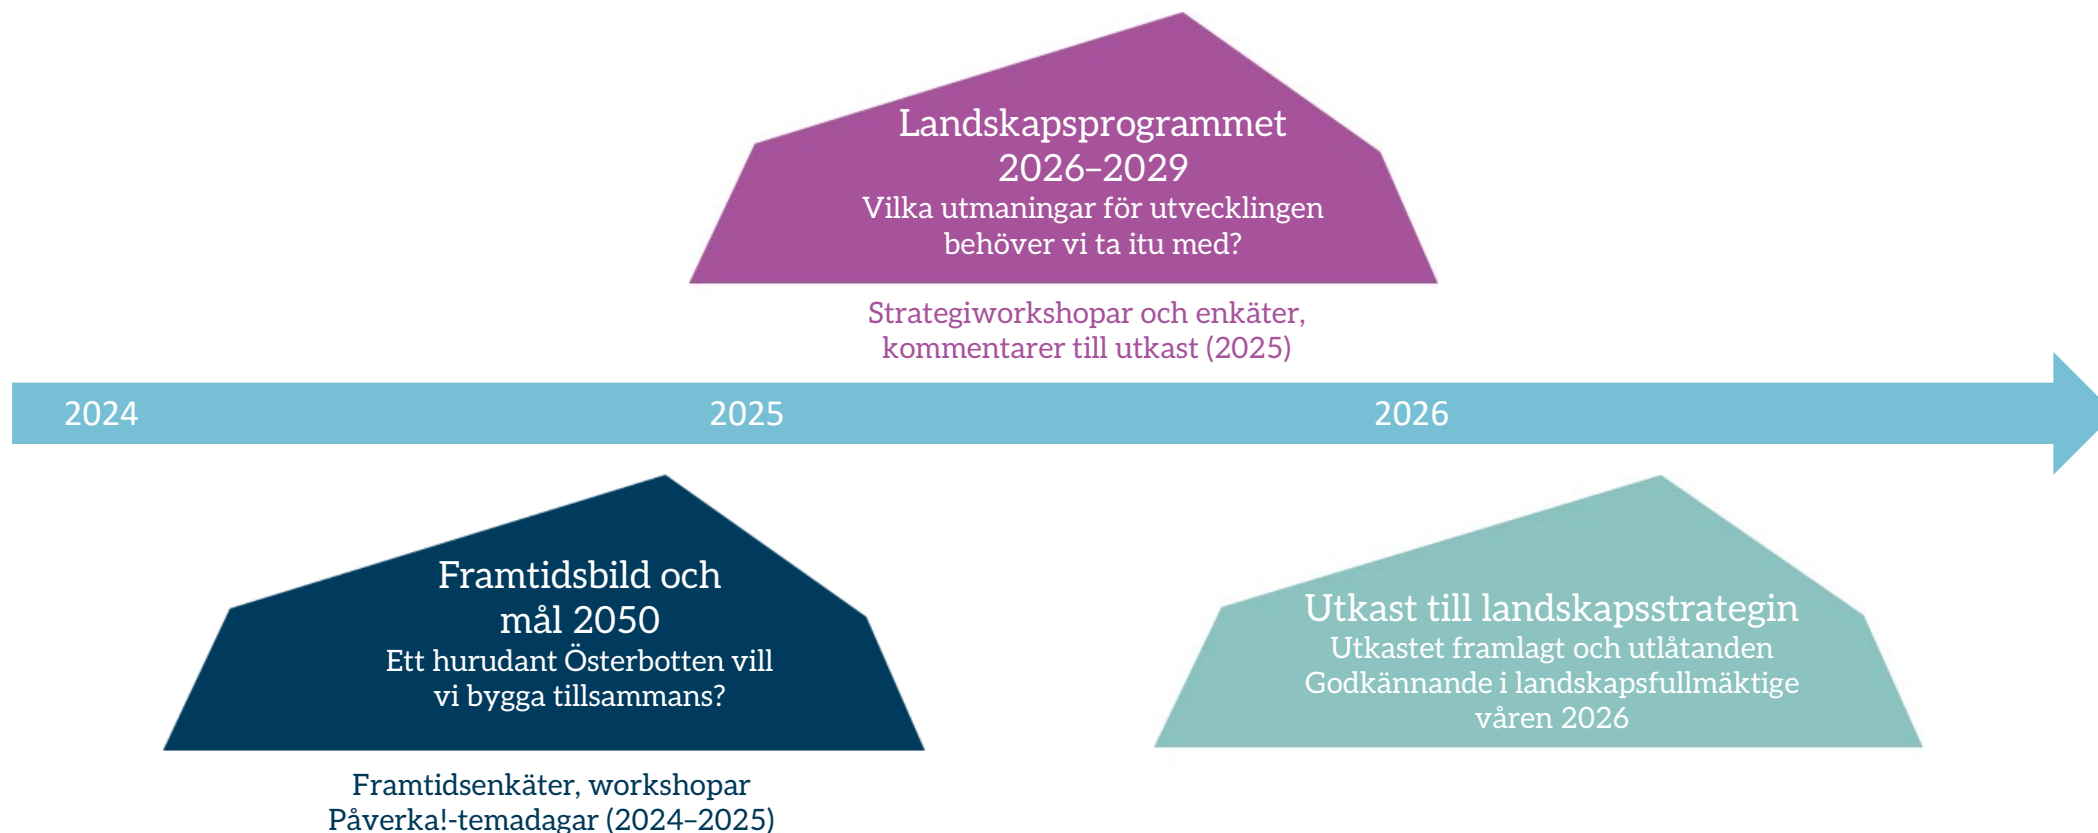 Landskapsprogrammet
2026–2029
Vilka utmaningar för utvecklingen
behöver vi ta itu med?
Strategiworkshopar och enkäter,
kommentarer till utkast (2025)
2024
2025
2026
Framtidsbild och
mål 2050
Ett hurudant Österbotten vill
vi bygga tillsammans?
Framtidsenkäter, workshopar
Påverka!-temadagar (2024–2025)
Utkast till landskapsstrategin
Utkastet framlagt och utlåtanden
Godkännande i landskapsfullmäktige
våren 2026